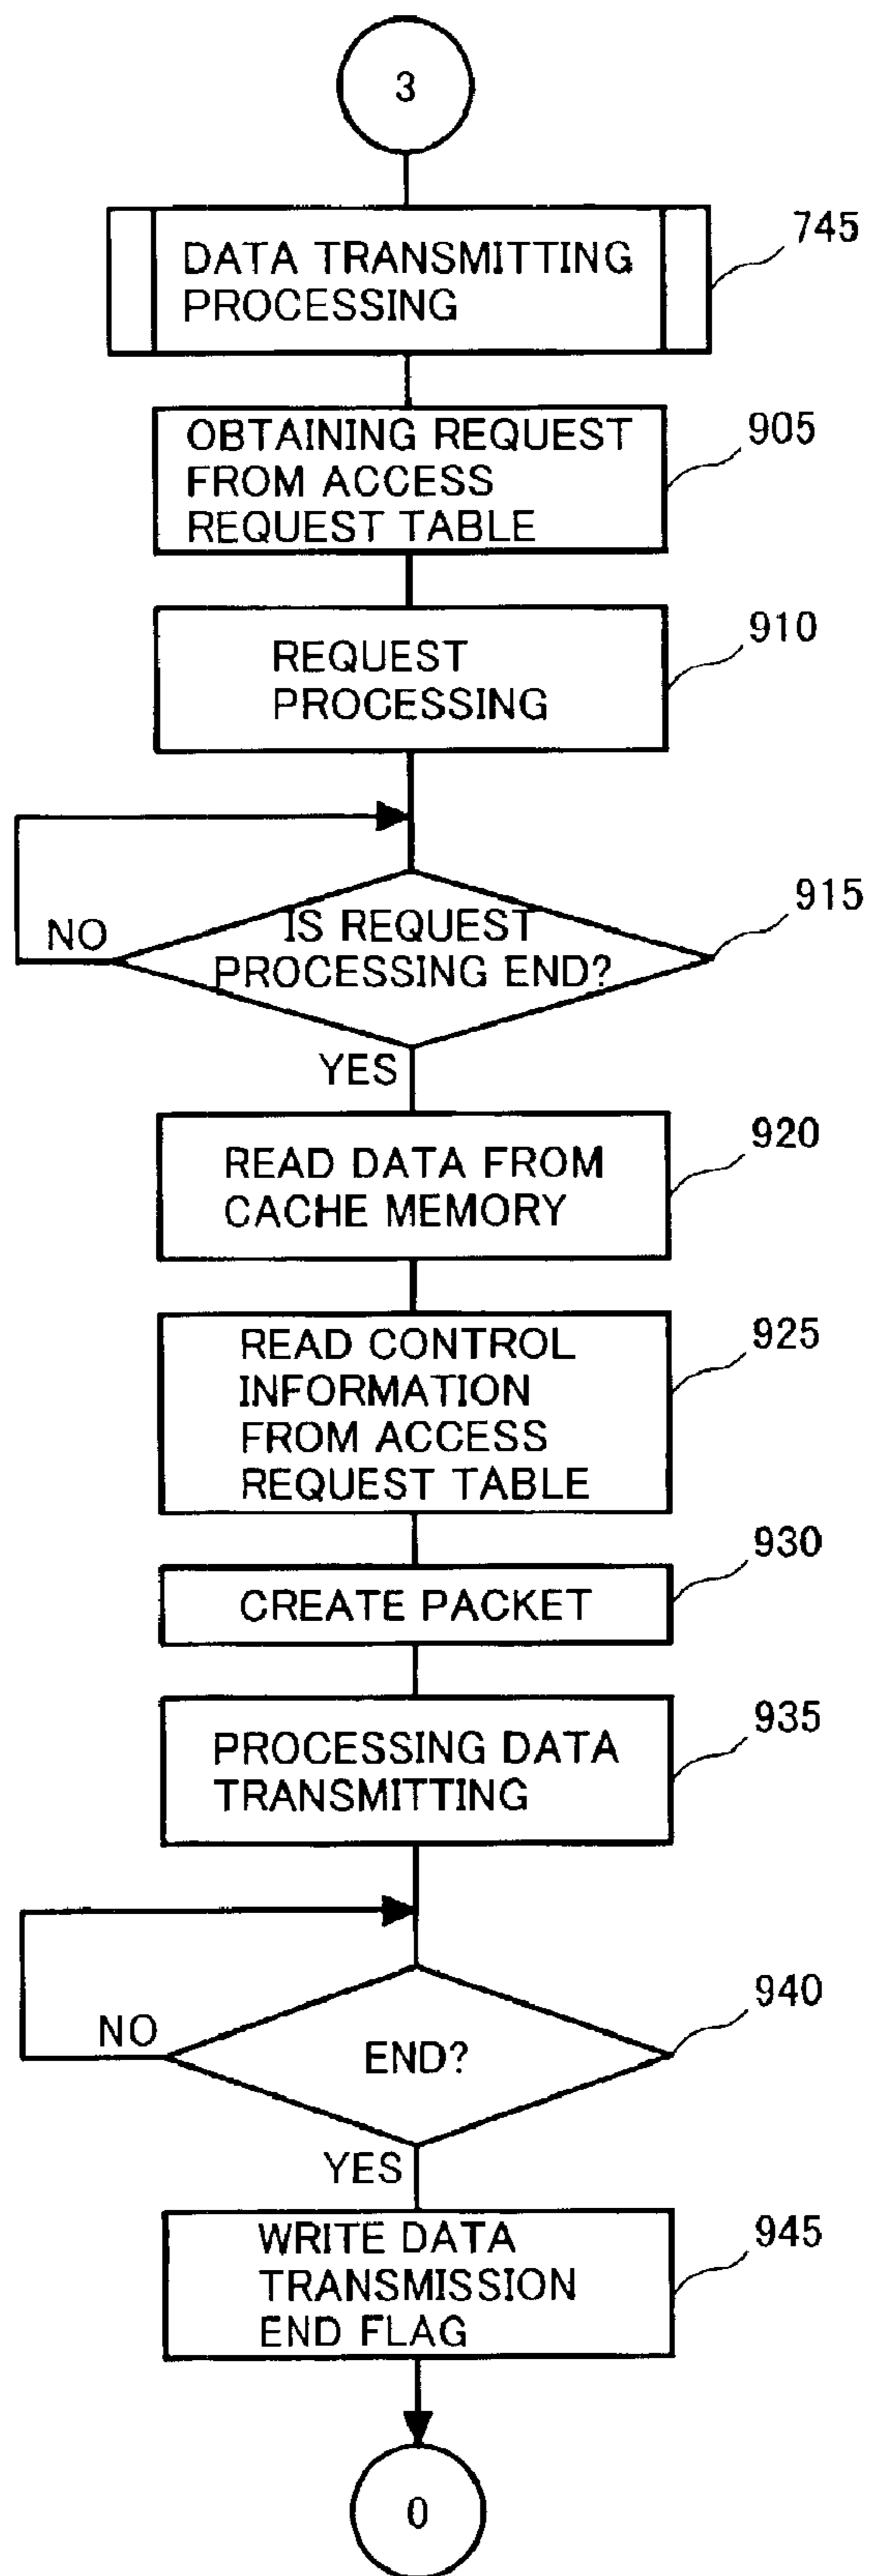 3
DATA TRANSMITTING
PROCESSING
745
OBTAINING REQUEST
FROM ACCESS
REQUEST TABLE
905
REQUEST
PROCESSING
910
IS REQUEST
PROCESSING END?
915
NO
YES
READ DATA FROM
CACHE MEMORY
920
READ CONTROL
INFORMATION
FROM ACCESS
REQUEST TABLE
925
CREATE PACKET
930
PROCESSING DATA
TRANSMITTING
935
END?
940
NO
YES
WRITE DATA
TRANSMISSION
END FLAG
945
0